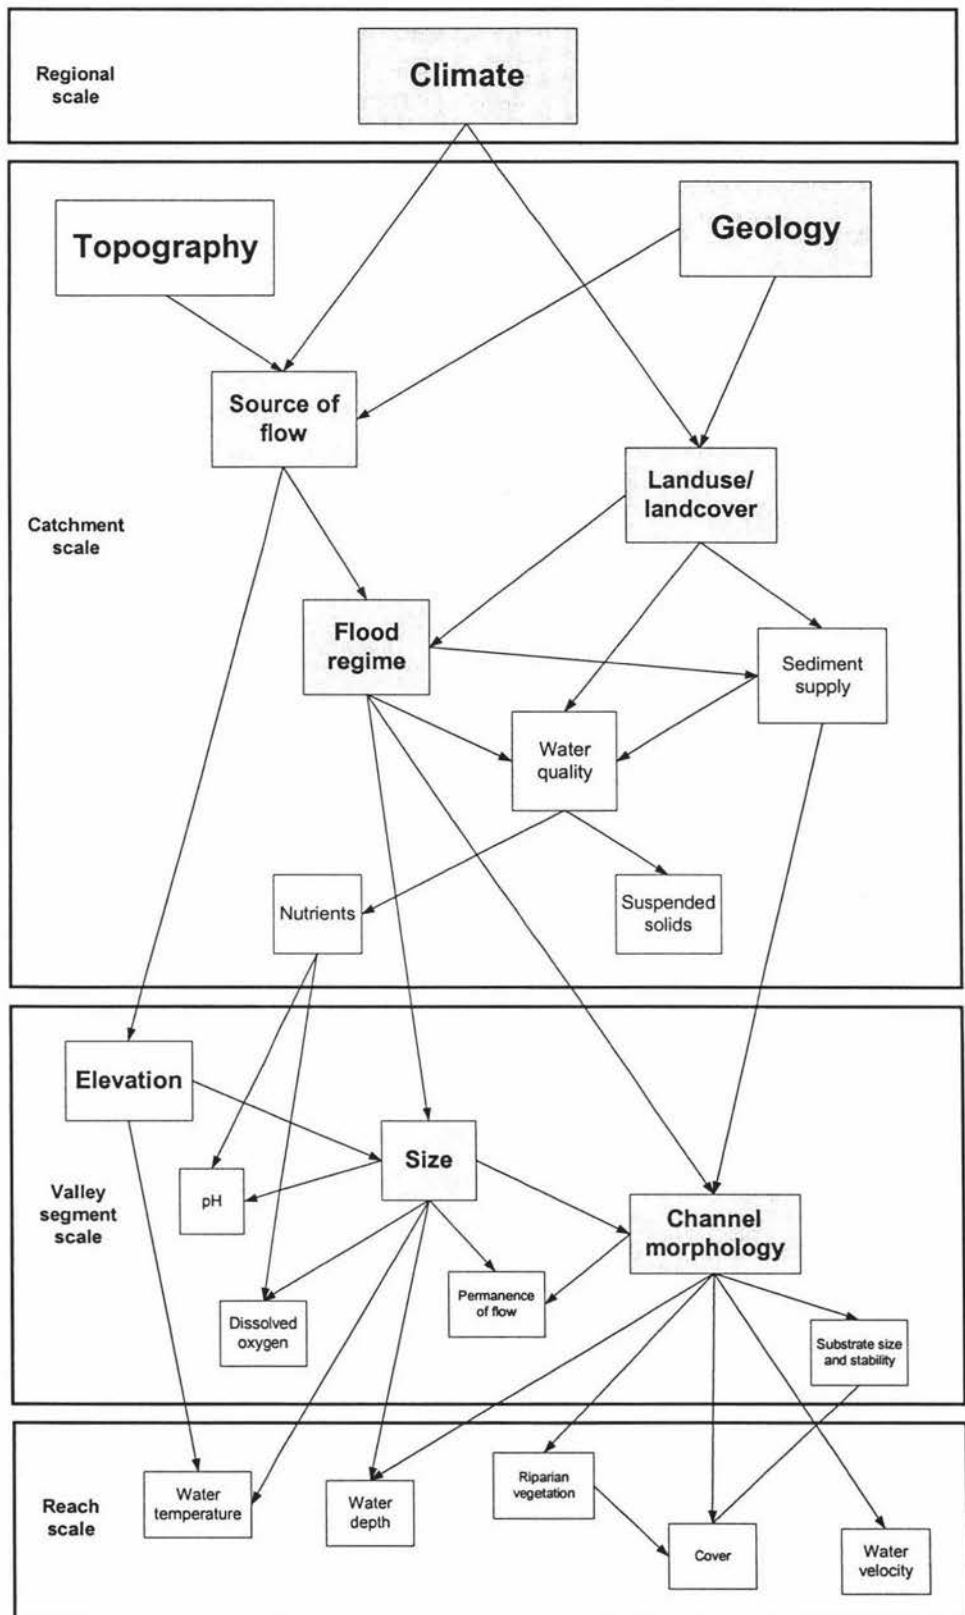 Regional
scale
Climate
Topography
Geology
Source of
flow
Landuse/
landcover
Catchment
scale
Flood
regime
Sediment
supply
Water
quality
Nutrients
Suspended
solids
Elevation
Size
Valley
segment
scale
pH
Channel
morphology
Permanence
of flow
Dissolved
oxygen
Substrate size
and stability
Reach
scale
Water
temperature
Water
depth
Riparian
vegetation
Cover
Water
velocity